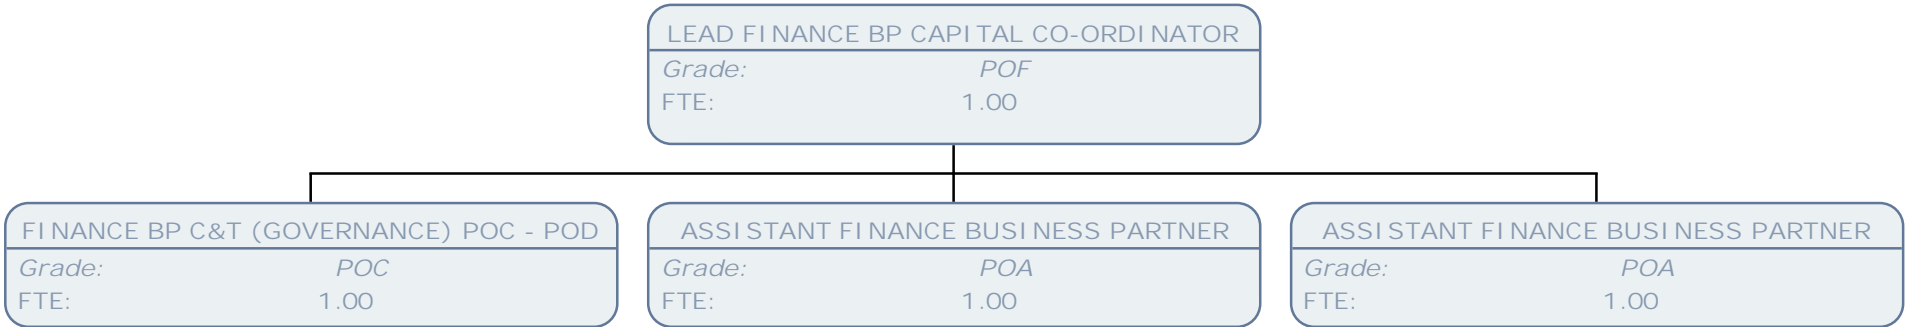 LEAD FINANCE BP CAPITAL CO-ORDINATOR
Grade: POF
FTE: 1.00
FINANCE BP C&T (GOVERNANCE) POC - POD
Grade: POC
FTE: 1.00
ASSISTANT FINANCE BUSINESS PARTNER
Grade: POA
FTE: 1.00
ASSISTANT FINANCE BUSINESS PARTNER
Grade: POA
FTE: 1.00